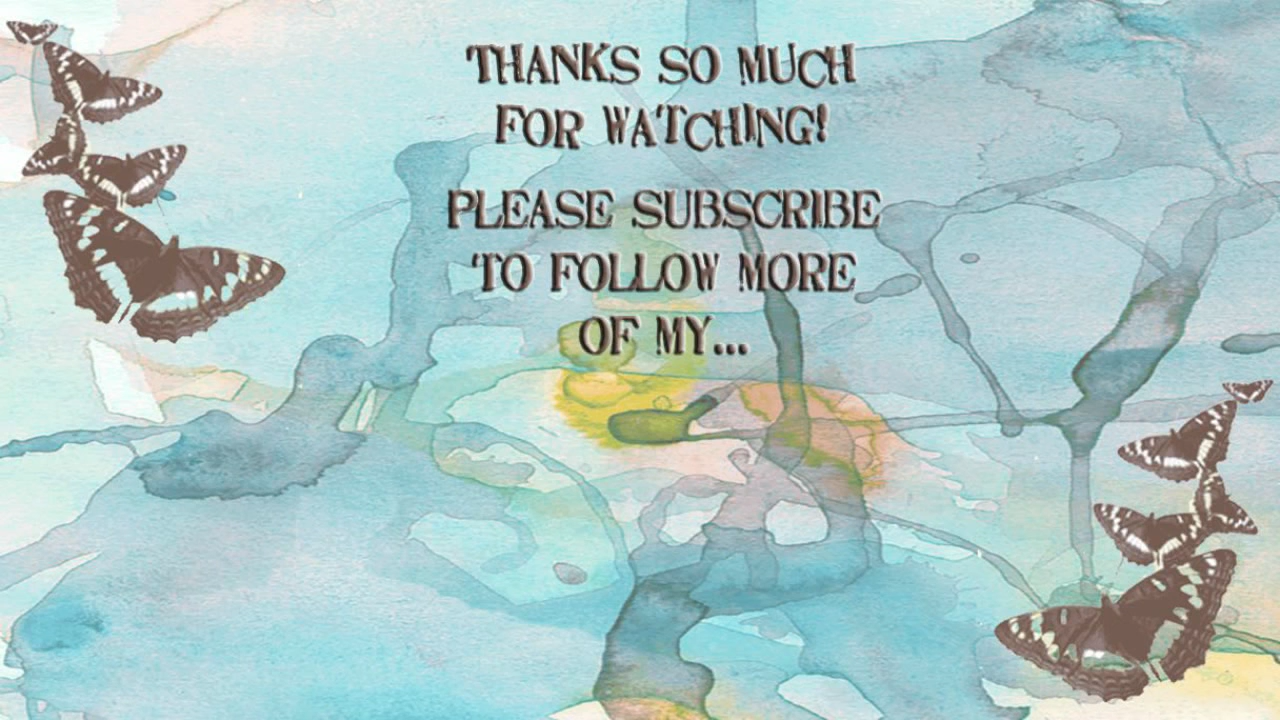 THANKS SO MUCH
FOR WATCHING!
PLEASE SUBSCRIBE
TO FOLLOW MORE
OF MY...